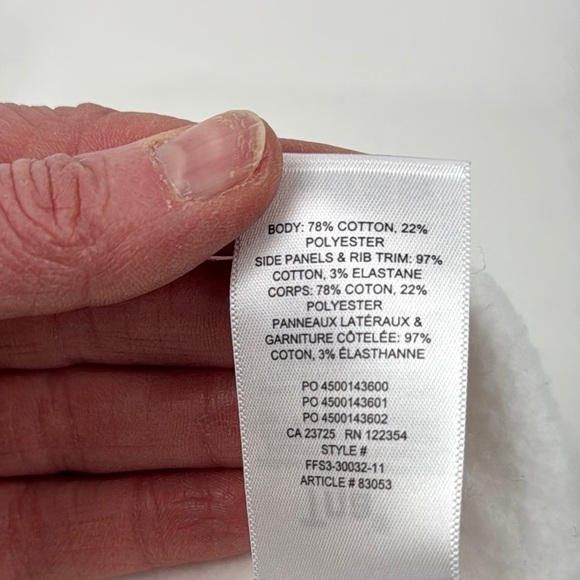 BODY: 78% COTTON, 22%
POLYESTER
SIDE PANELS & RIB TRIM: 97%
COTTON, 3% ELASTANE
CORPS: 78% COTON, 22%
POLYESTER
PANNEAUX LATÉRAUX &
GARNITURE CÔTELÉE: 97%
COTON, 3% ÉLASTHANNE
PO 4500143600
PO 4500143601
PO 4500143602
CA 23725 RN 122354
STYLE #
FFS3-30032-11
ARTICLE # 83053
Tna